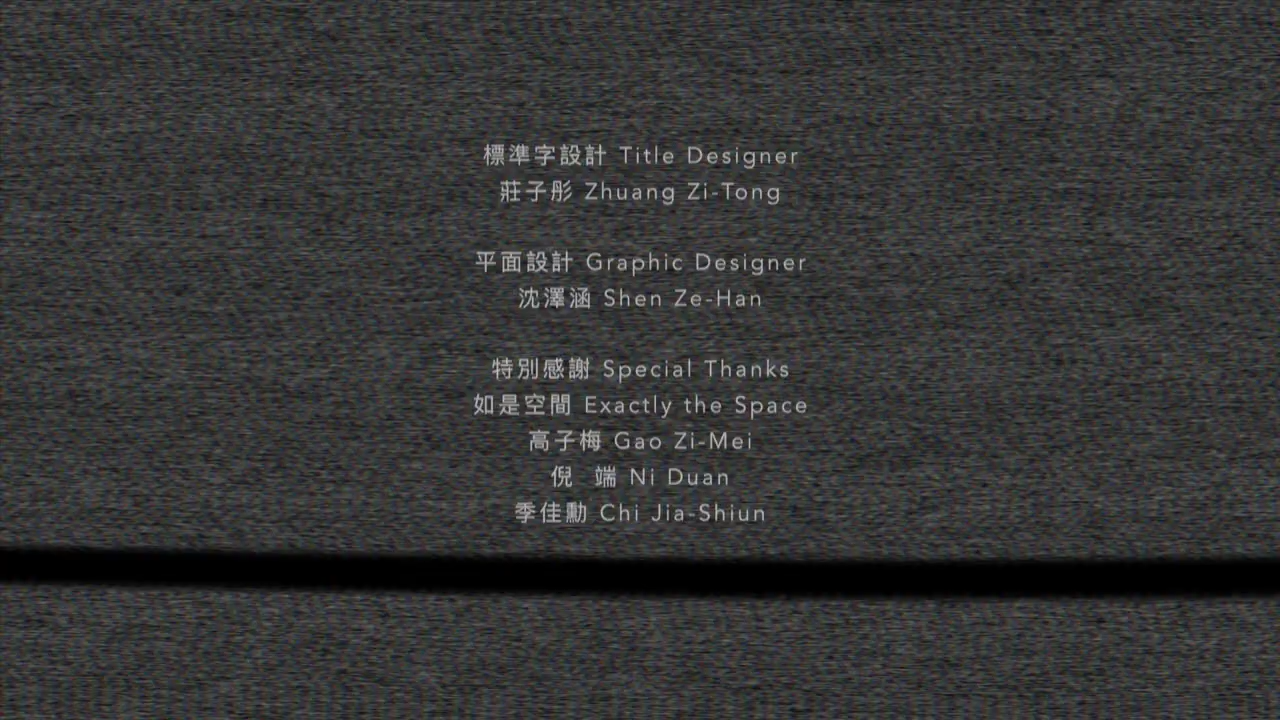 標準字設計 Title Designer
莊子彤 Zhuang Zi-Tong
平面設計 Graphic Designer
沈澤涵 Shen Ze-Han
特別感謝 Special Thanks
如是空間 Exactly the Space
高子梅 Gao Zi-Mei
倪　端 Ni Duan
季佳勳 Chi Jia-Shiun